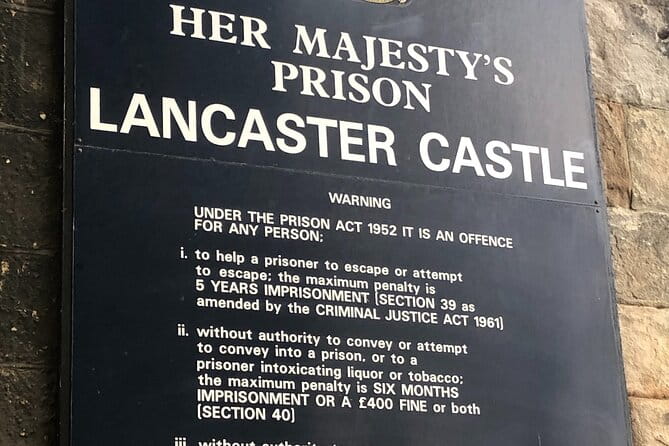 HER MAJESTY'S
PRISON
LANCASTER CASTLE
WARNING
UNDER THE PRISON ACT 1952 IT IS AN OFFENCE
FOR ANY PERSON:
i. to help a prisoner to escape or attempt
to escape; the maximum penalty is
5 YEARS IMPRISONMENT (SECTION 39 as
amended by the CRIMINAL JUSTICE ACT 1961)
ii. without authority to convey or attempt
to convey into a prison, or to a
prisoner intoxicating liquor or tobacco;
the maximum penalty is SIX MONTHS
IMPRISONMENT OR A £400 FINE or both
(SECTION 40)
iii. without